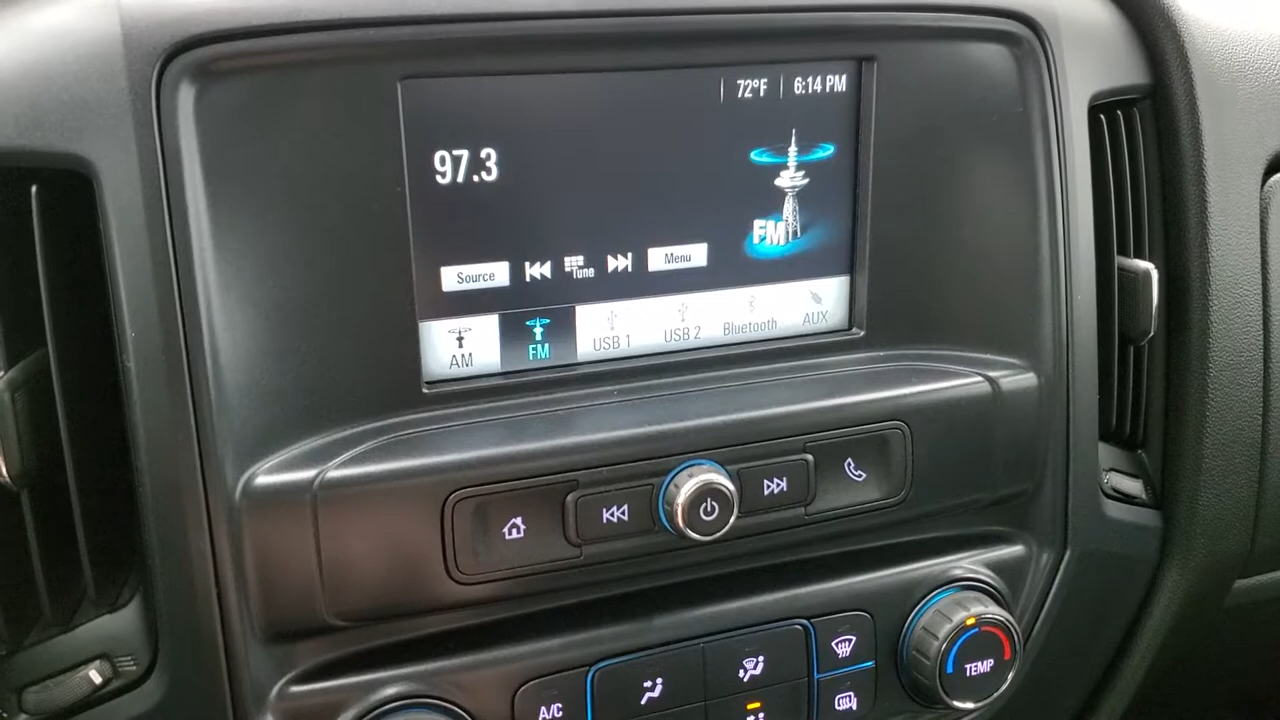 72°F 6:14 PM
97.3
FM
Source Tune Menu
AM FM USB 1 USB 2 Bluetooth AUX
TEMP
A/C